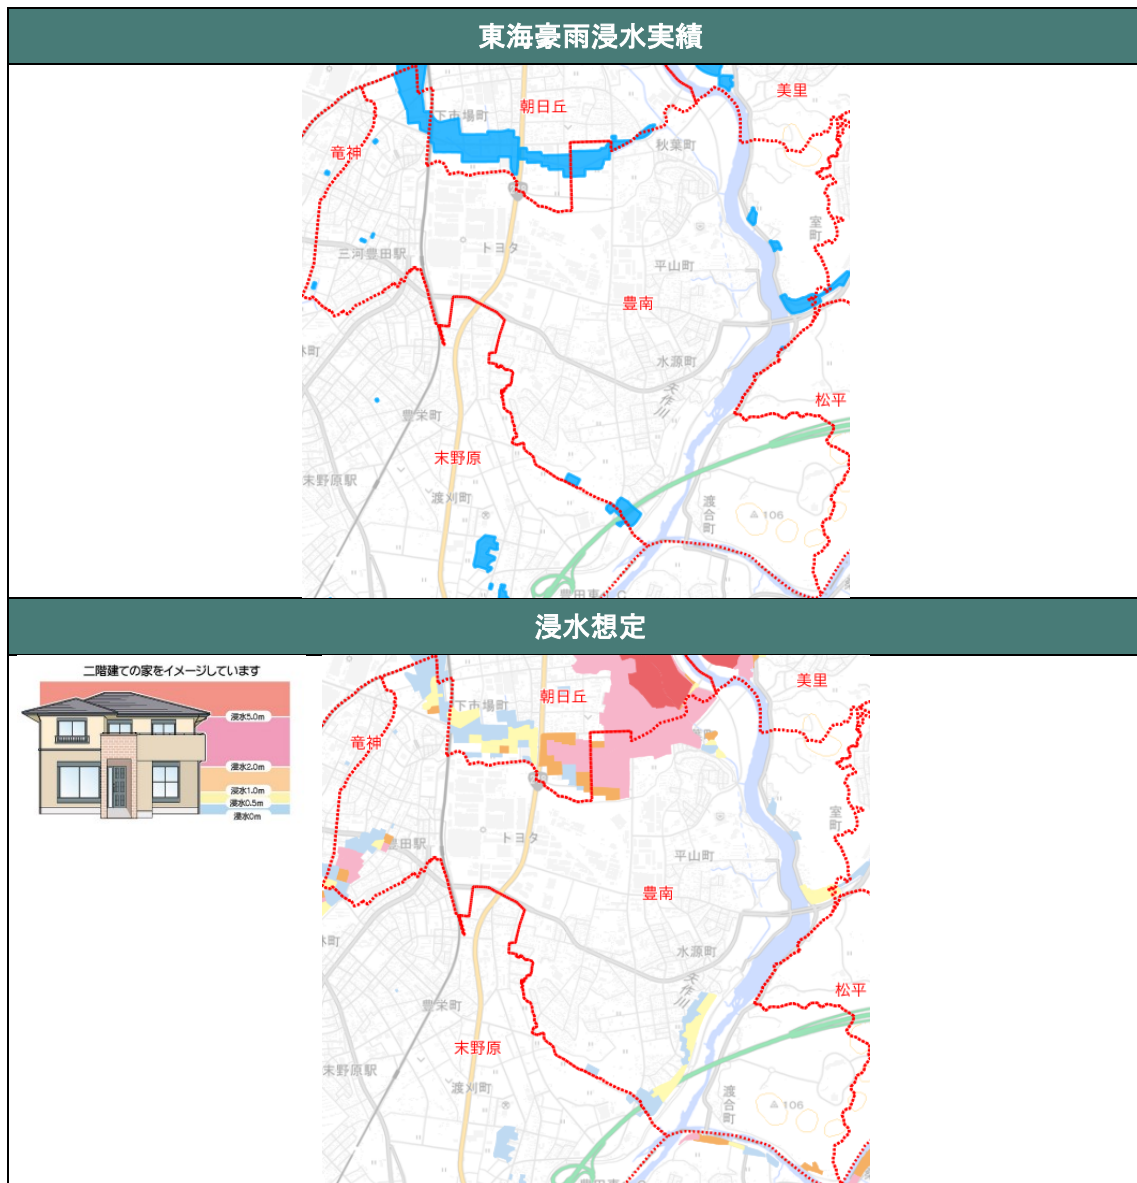 東海豪雨浸水実績
朝日丘
美里
下市場町
竜神
秋葉町
室町
三河豊田駅
トヨタ
平山町
豊南
水源町
矢作川
松平
豊栄町
末野原
末野原駅
渡刈町
渡合町
106
浸水想定
二階建ての家をイメージしています
浸水5.0m
浸水2.0m
浸水1.0m
浸水0.5m
浸水0m
朝日丘
美里
下市場町
竜神
室町
豊田駅
トヨタ
平山町
豊南
水源町
矢作川
松平
豊栄町
末野原
末野原駅
渡刈町
渡合町
106